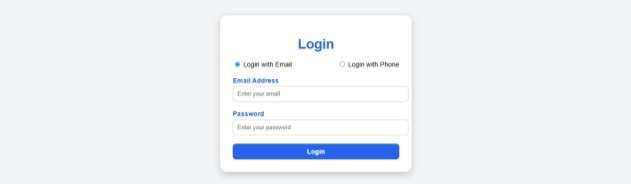 Login
Login with Email Login with Phone
Email Address
Enter your email
Password
Enter your password
Login